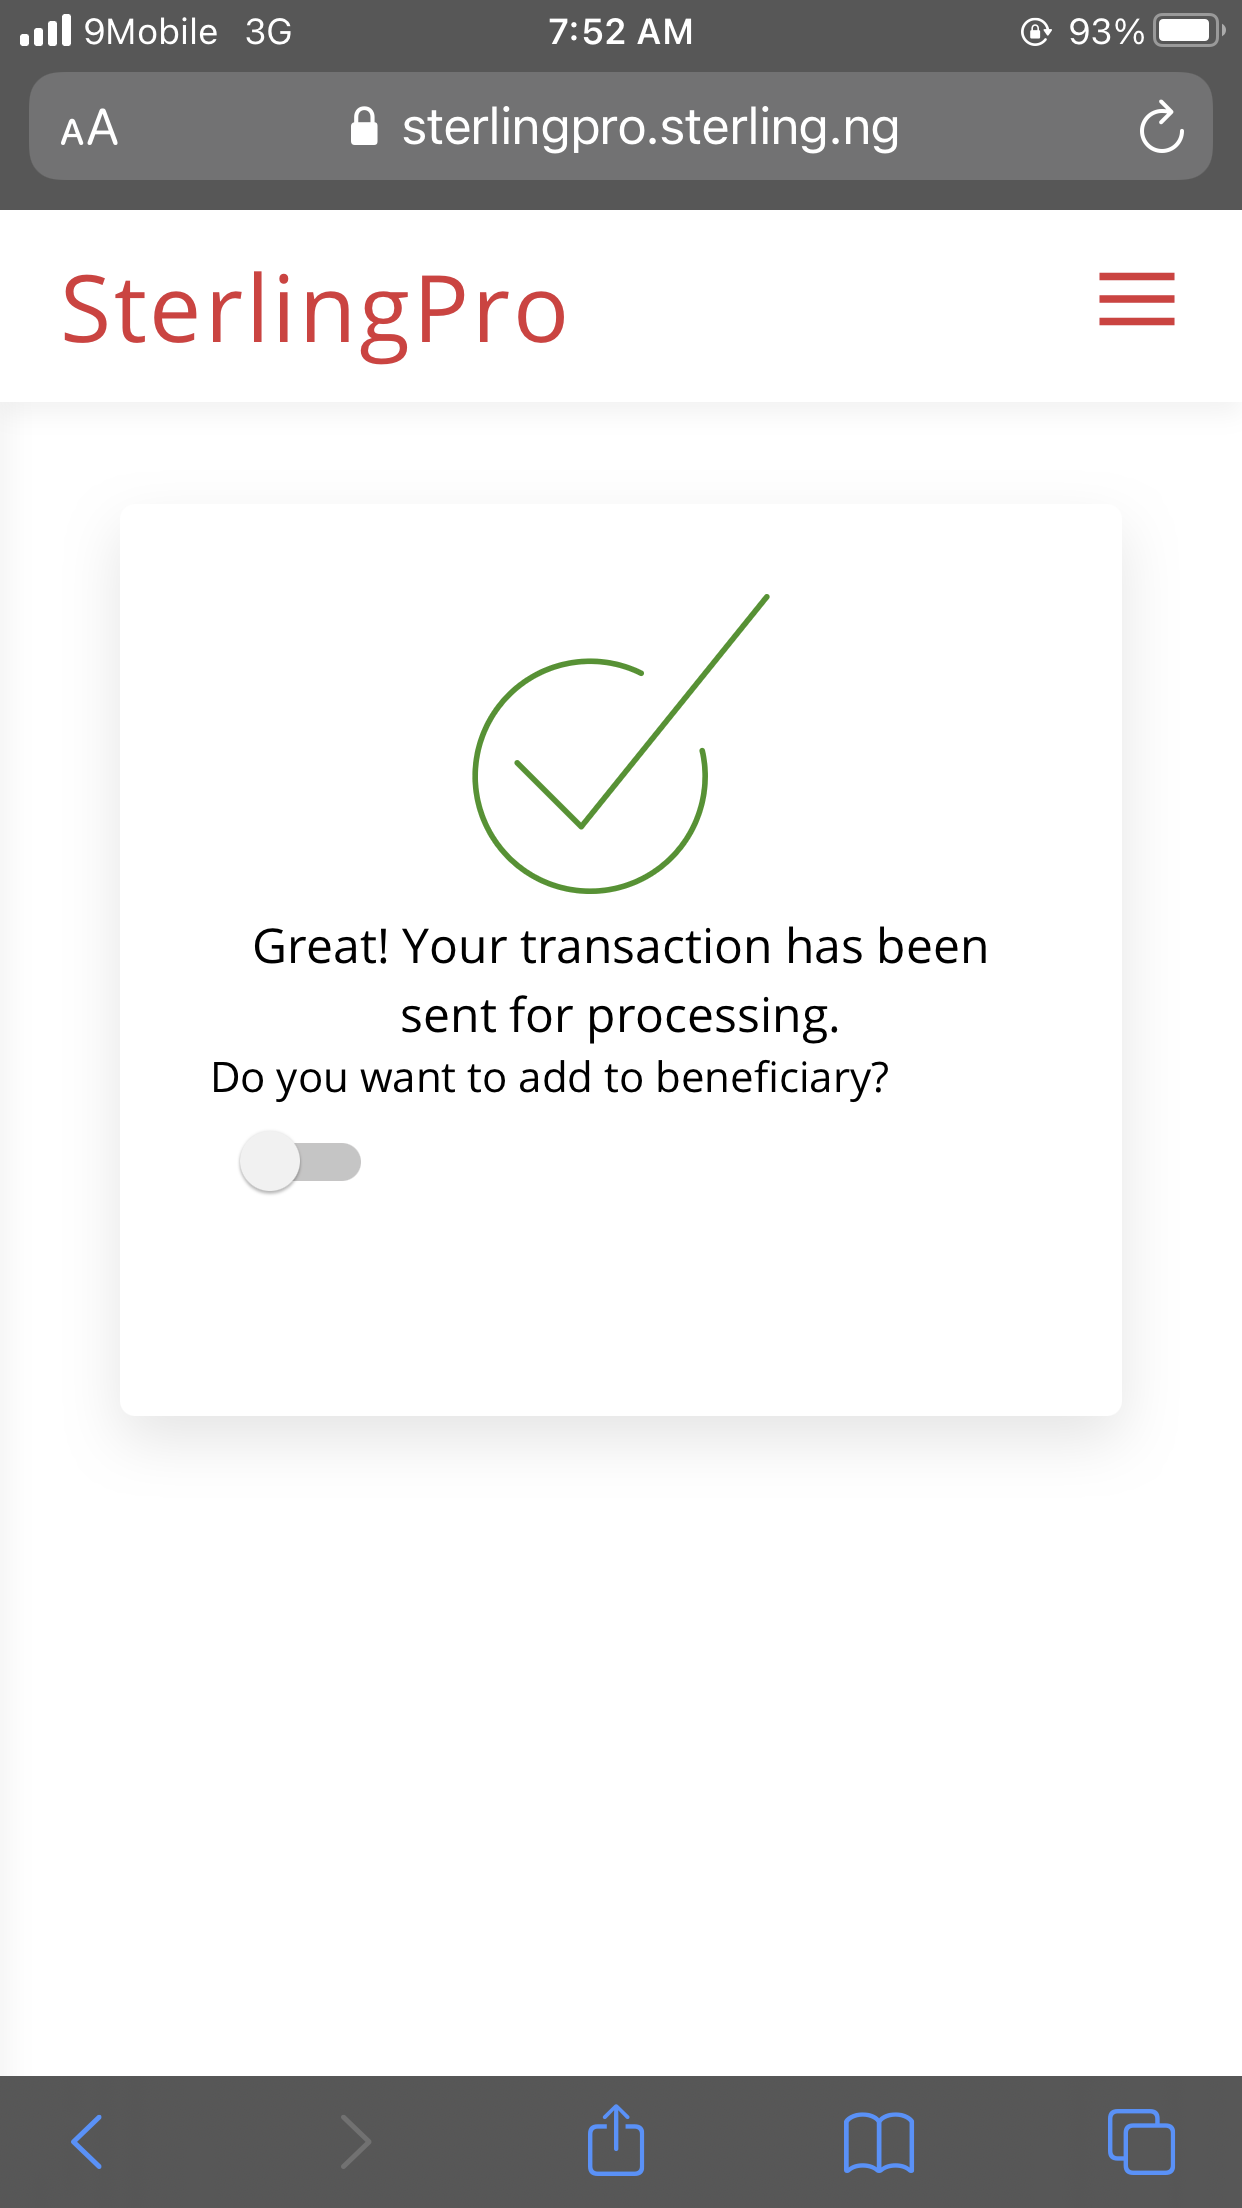 9Mobile 3G 7:52 AM 93%
AA sterlingpro.sterling.ng
SterlingPro
Great! Your transaction has been
sent for processing.
Do you want to add to beneficiary?